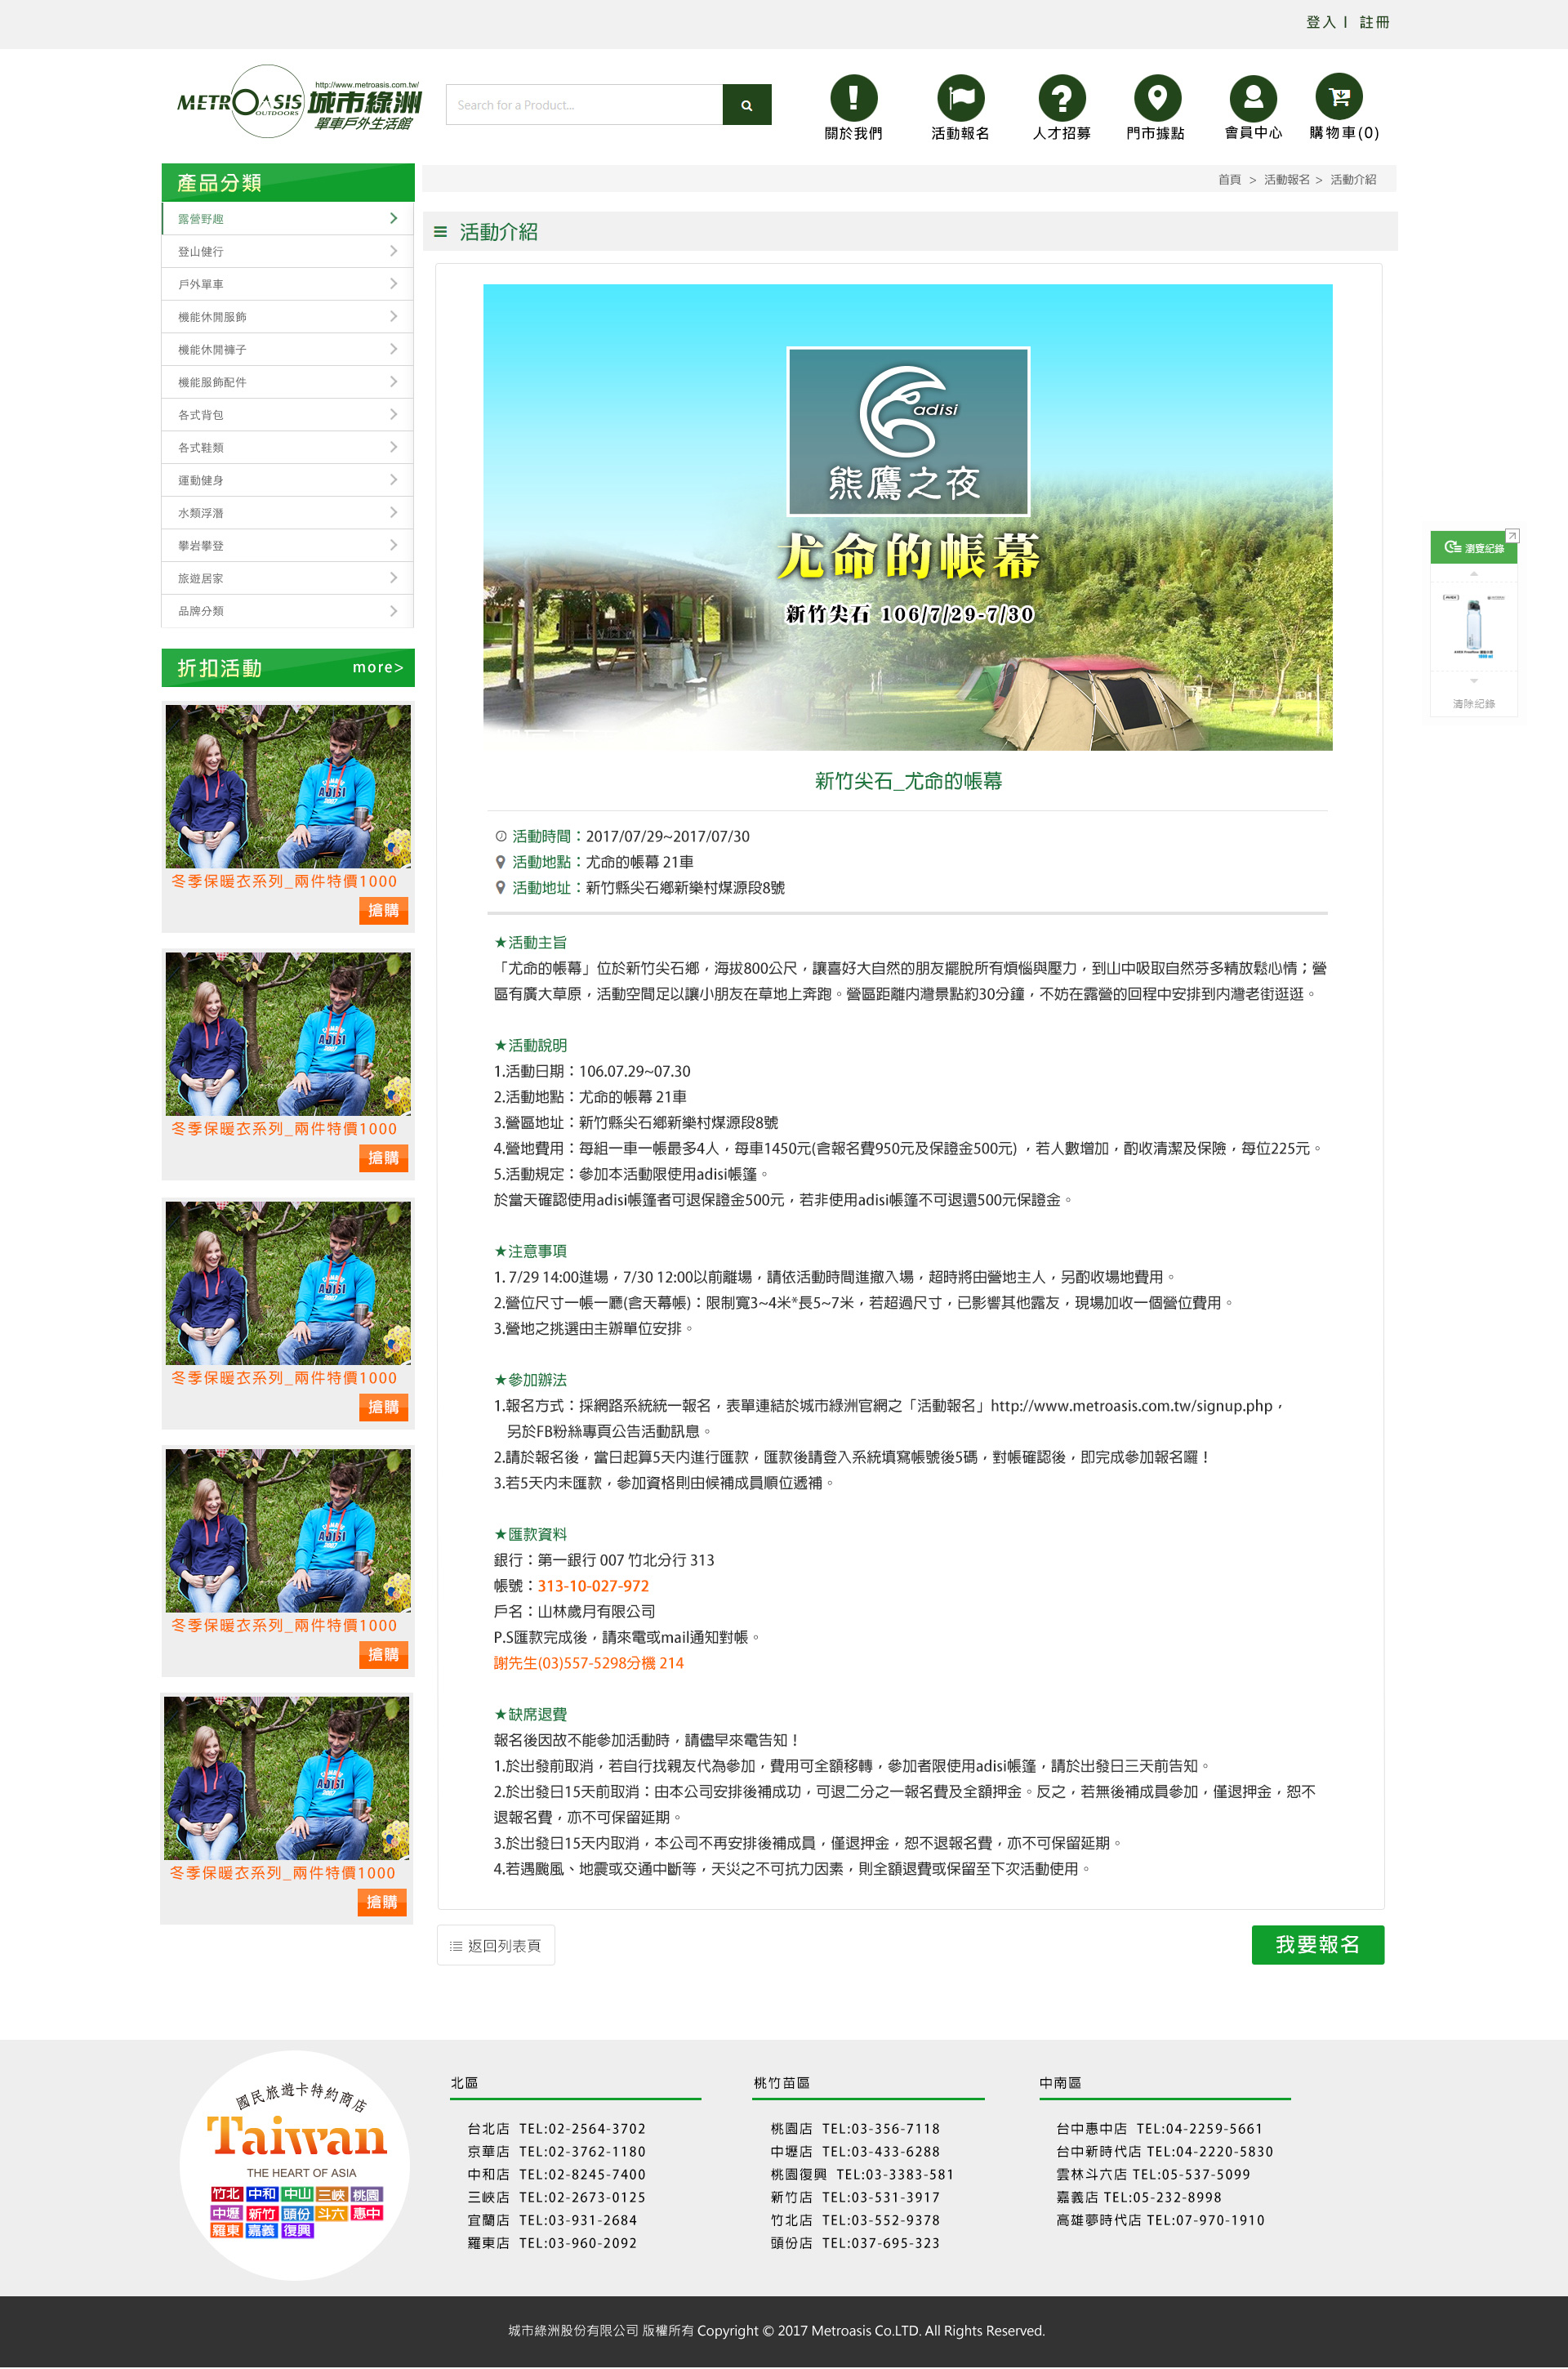 登入 | 註冊
http://www.metroasis.com.tw/
METROASIS
OUTDOORS
城市綠洲
單車戶外生活館
Search for a Product...
關於我們
活動報名
人才招募
門市據點
會員中心
購物車(0)
產品分類
露營野趣
登山健行
戶外單車
機能休閒服飾
機能休閒褲子
機能服飾配件
各式背包
各式鞋類
運動健身
水類浮潛
攀岩攀登
旅遊居家
品牌分類
折扣活動 more>
冬季保暖衣系列_兩件特價1000
搶購
冬季保暖衣系列_兩件特價1000
搶購
冬季保暖衣系列_兩件特價1000
搶購
冬季保暖衣系列_兩件特價1000
搶購
冬季保暖衣系列_兩件特價1000
搶購
首頁 > 活動報名 > 活動介紹
活動介紹
adisi
熊鷹之夜
尤命的帳幕
新竹尖石 106/7/29-7/30
新竹尖石_尤命的帳幕
活動時間：2017/07/29~2017/07/30
活動地點：尤命的帳幕 21車
活動地址：新竹縣尖石鄉新樂村煤源段8號
★活動主旨
「尤命的帳幕」位於新竹尖石鄉，海拔800公尺，讓喜好大自然的朋友擺脫所有煩惱與壓力，到山中吸取自然芬多精放鬆心情；營
區有廣大草原，活動空間足以讓小朋友在草地上奔跑。營區距離內灣景點約30分鐘，不妨在露營的回程中安排到內灣老街逛逛。
★活動說明
1.活動日期：106.07.29~07.30
2.活動地點：尤命的帳幕 21車
3.營區地址：新竹縣尖石鄉新樂村煤源段8號
4.營地費用：每組一車一帳最多4人，每車1450元(含報名費950元及保證金500元) ，若人數增加，酌收清潔及保險，每位225元。
5.活動規定：參加本活動限使用adisi帳篷。
於當天確認使用adisi帳篷者可退保證金500元，若非使用adisi帳篷不可退還500元保證金。
★注意事項
1. 7/29 14:00進場，7/30 12:00以前離場，請依活動時間進撤入場，超時將由營地主人，另酌收場地費用。
2.營位尺寸一帳一廳(含天幕帳)：限制寬3~4米*長5~7米，若超過尺寸，已影響其他露友，現場加收一個營位費用。
3.營地之挑選由主辦單位安排。
★參加辦法
1.報名方式：採網路系統統一報名，表單連結於城市綠洲官網之「活動報名」http://www.metroasis.com.tw/signup.php，
另於FB粉絲專頁公告活動訊息。
2.請於報名後，當日起算5天內進行匯款，匯款後請登入系統填寫帳號後5碼，對帳確認後，即完成參加報名囉！
3.若5天內未匯款，參加資格則由候補成員順位遞補。
★匯款資料
銀行：第一銀行 007 竹北分行 313
帳號：313-10-027-972
戶名：山林歲月有限公司
P.S匯款完成後，請來電或mail通知對帳。
謝先生(03)557-5298分機 214
★缺席退費
報名後因故不能參加活動時，請儘早來電告知！
1.於出發前取消，若自行找親友代為參加，費用可全額移轉，參加者限使用adisi帳篷，請於出發日三天前告知。
2.於出發日15天前取消：由本公司安排後補成功，可退二分之一報名費及全額押金。反之，若無後補成員參加，僅退押金，恕不
退報名費，亦不可保留延期。
3.於出發日15天內取消，本公司不再安排後補成員，僅退押金，恕不退報名費，亦不可保留延期。
4.若遇颱風、地震或交通中斷等，天災之不可抗力因素，則全額退費或保留至下次活動使用。
返回列表頁
我要報名
瀏覽紀錄
清除紀錄
國民旅遊卡特約商店
Taiwan
THE HEART OF ASIA
竹北 中和 中山 三峽 桃園
中壢 新竹 頭份 斗六 惠中
羅東 嘉義 復興
北區
台北店 TEL:02-2564-3702
京華店 TEL:02-3762-1180
中和店 TEL:02-8245-7400
三峽店 TEL:02-2673-0125
宜蘭店 TEL:03-931-2684
羅東店 TEL:03-960-2092
桃竹苗區
桃園店 TEL:03-356-7118
中壢店 TEL:03-433-6288
桃園復興 TEL:03-3383-581
新竹店 TEL:03-531-3917
竹北店 TEL:03-552-9378
頭份店 TEL:037-695-323
中南區
台中惠中店 TEL:04-2259-5661
台中新時代店 TEL:04-2220-5830
雲林斗六店 TEL:05-537-5099
嘉義店 TEL:05-232-8998
高雄夢時代店 TEL:07-970-1910
城市綠洲股份有限公司 版權所有 Copyright © 2017 Metroasis Co.LTD. All Rights Reserved.